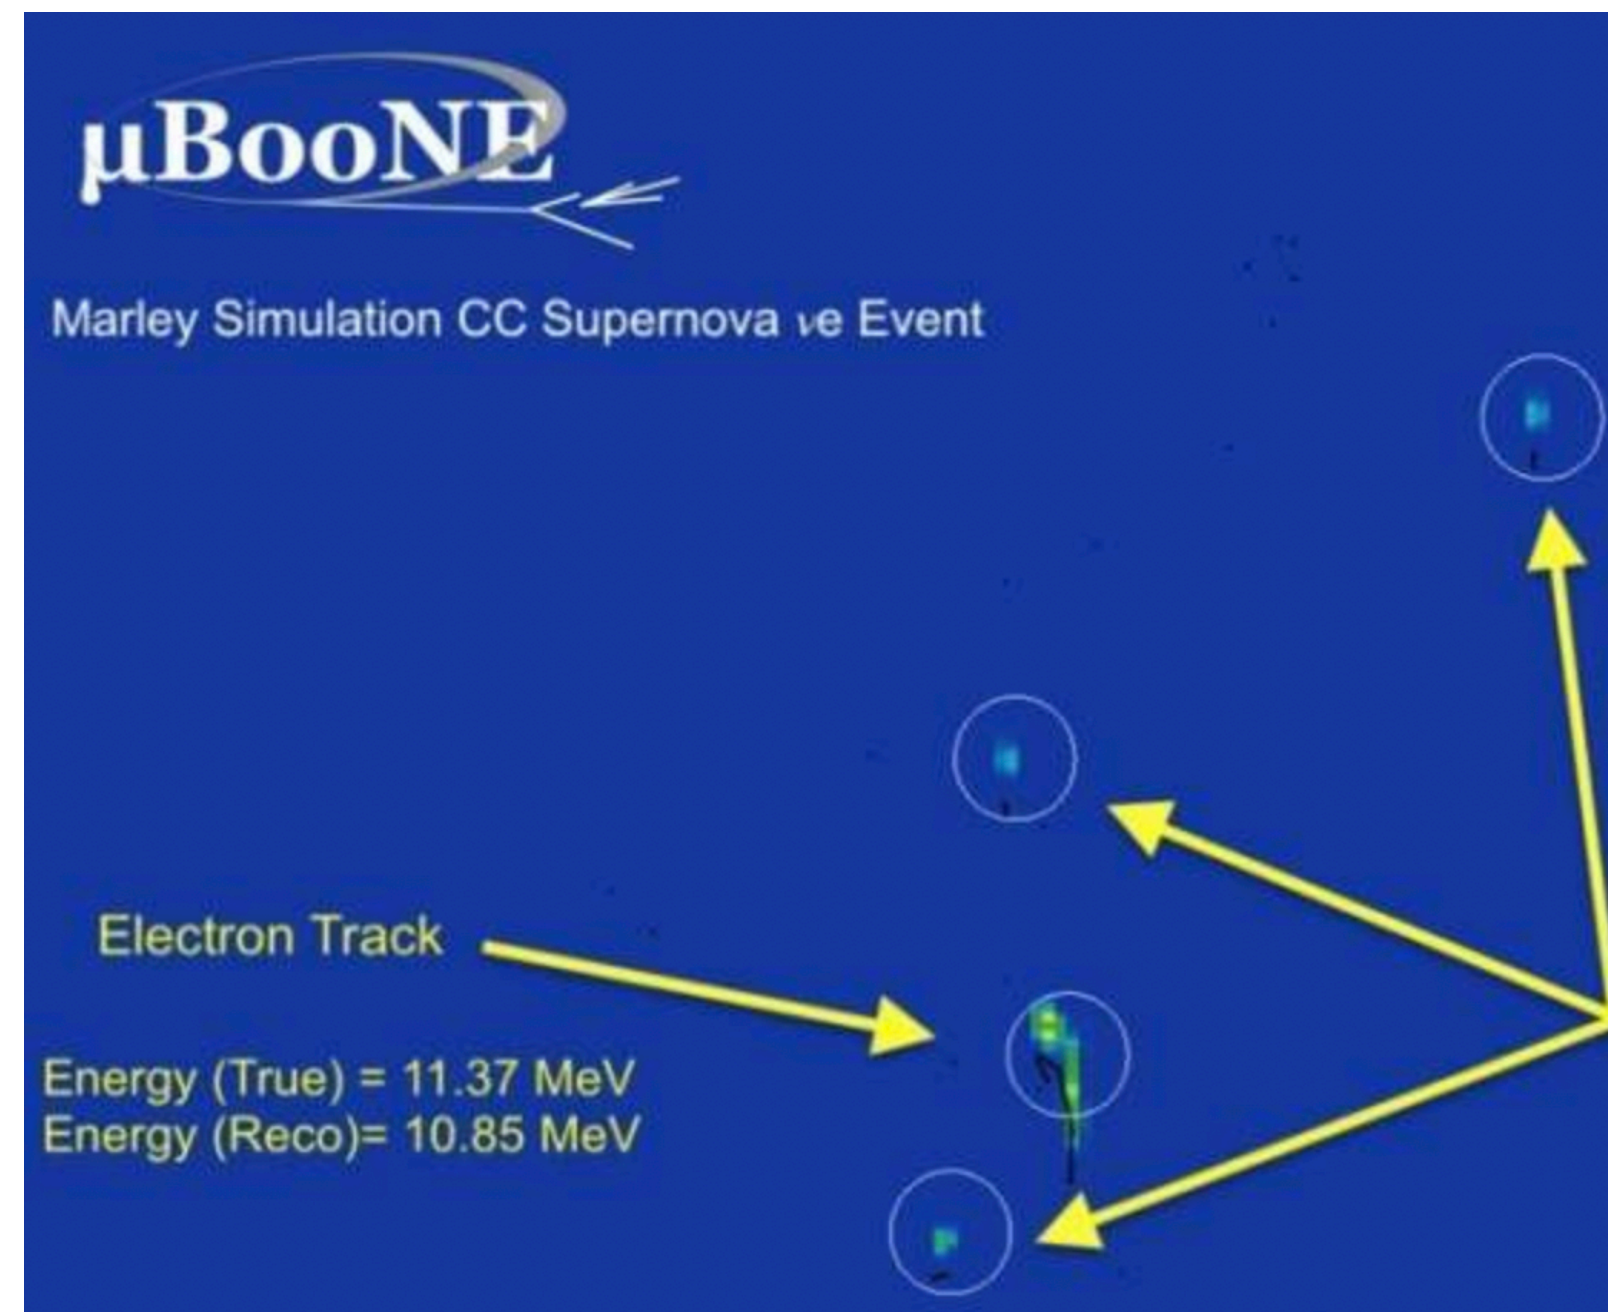 µBooNE
Marley Simulation CC Supernova νe Event
Electron Track
Energy (True) = 11.37 MeV
Energy (Reco)= 10.85 MeV